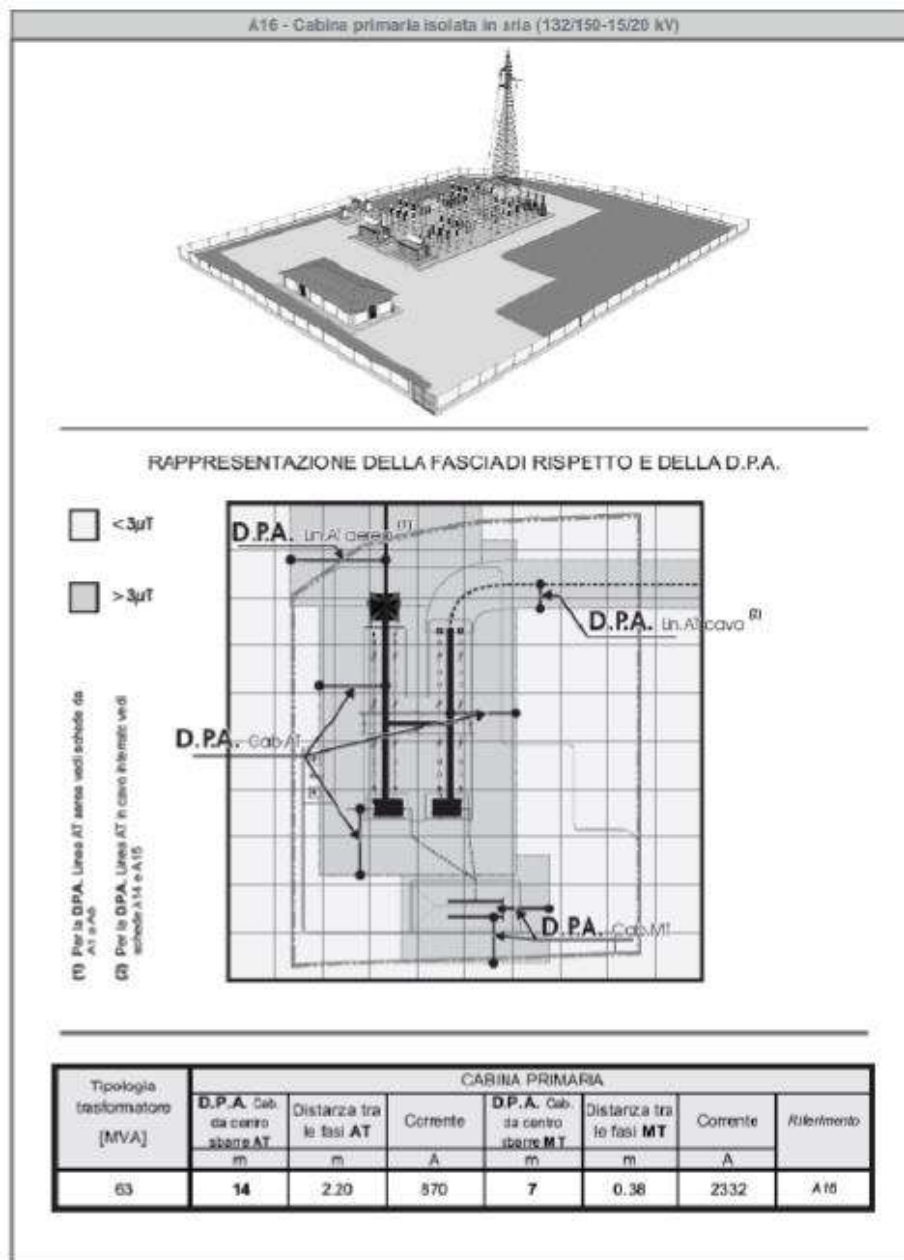 A16 - Cabina primaria isolata in aria (132/150-15/20 kV)
RAPPRESENTAZIONE DELLA FASCIA DI RISPETTO E DELLA D.P.A.
<3µT
>3µT
D.P.A. Lin.AT aerea (1)
D.P.A. Lin.AT cavo (2)
D.P.A. Cab.AT
D.P.A. Cab.MT
(1) Per la D.P.A. Linea AT aerea vedi schede da
A1 a A6
(2) Per la D.P.A. Linea AT in cavo interrato vedi
schede A14 e A15
Tipologia
trasformatore
[MVA]
CABINA PRIMARIA
D.P.A. Cab.
da centro
sbarre AT
Distanza tra
le fasi AT
Corrente
D.P.A. Cab.
da centro
sbarre MT
Distanza tra
le fasi MT
Corrente
Riferimento
m
m
A
m
m
A
63
14
2.20
870
7
0.38
2332
A16